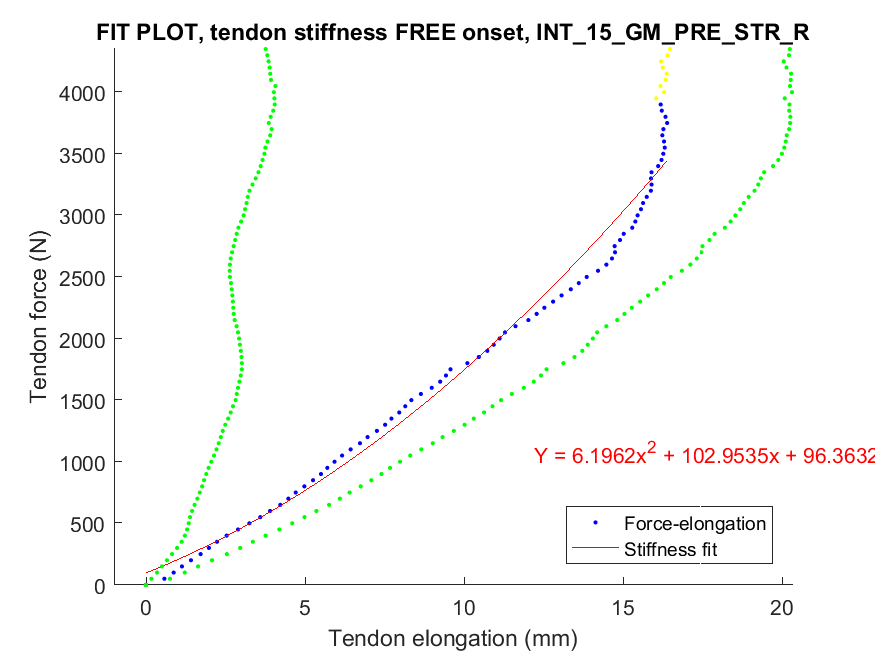 FIT PLOT, tendon stiffness FREE onset, INT_15_GM_PRE_STR_R
4000
3500
3000
2500
2000
1500
1000
500
0
Tendon force (N)
Y = 6.1962x² + 102.9535x + 96.3632
Force-elongation
Stiffness fit
0 5 10 15 20
Tendon elongation (mm)